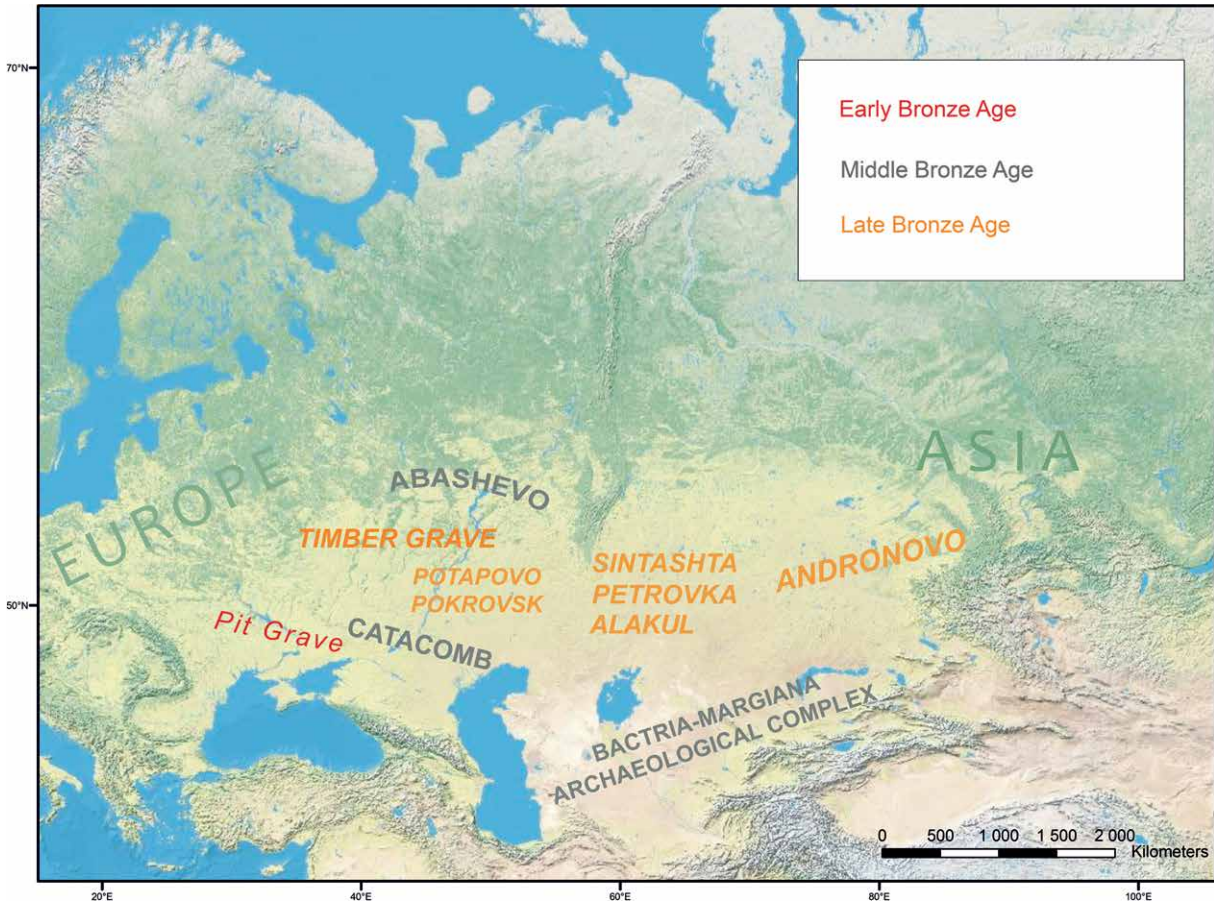 70°N
Early Bronze Age
Middle Bronze Age
Late Bronze Age
EUROPE
ASIA
ABASHEVO
TIMBER GRAVE
POTAPOVO
POKROVSK
SINTASHTA
PETROVKA
ALAKUL
ANDRONOVO
50°N
Pit Grave
CATACOMB
BACTRIA-MARGIANA
ARCHAEOLOGICAL COMPLEX
0 500 1 000 1 500 2 000
Kilometers
20°E 40°E 60°E 80°E 100°E